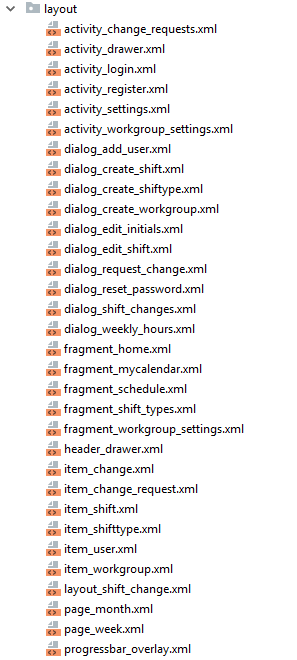 layout
activity_change_requests.xml
activity_drawer.xml
activity_login.xml
activity_register.xml
activity_settings.xml
activity_workgroup_settings.xml
dialog_add_user.xml
dialog_create_shift.xml
dialog_create_shiftype.xml
dialog_create_workgroup.xml
dialog_edit_initials.xml
dialog_edit_shift.xml
dialog_request_change.xml
dialog_reset_password.xml
dialog_shift_changes.xml
dialog_weekly_hours.xml
fragment_home.xml
fragment_mycalendar.xml
fragment_schedule.xml
fragment_shift_types.xml
fragment_workgroup_settings.xml
header_drawer.xml
item_change.xml
item_change_request.xml
item_shift.xml
item_shifttype.xml
item_user.xml
item_workgroup.xml
layout_shift_change.xml
page_month.xml
page_week.xml
progressbar_overlay.xml